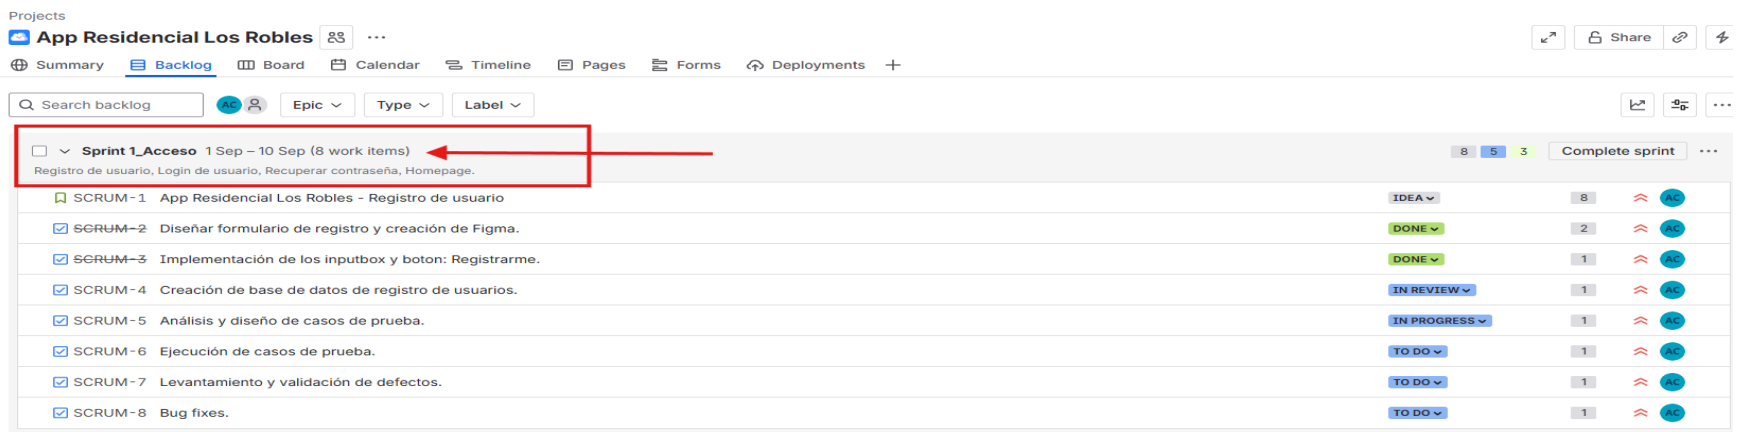 Projects
App Residencial Los Robles
Summary Backlog Board Calendar Timeline Pages Forms Deployments
Search backlog AC Epic Type Label
Share
Sprint 1_Acceso 1 Sep – 10 Sep (8 work items) 8 5 3 Complete sprint
Registro de usuario, Login de usuario, Recuperar contraseña, Homepage.
SCRUM-1 App Residencial Los Robles - Registro de usuario IDEA 8 AC
SCRUM-2 Diseñar formulario de registro y creación de Figma. DONE 2 AC
SCRUM-3 Implementación de los inputbox y boton: Registrarme. DONE 1 AC
SCRUM-4 Creación de base de datos de registro de usuarios. IN REVIEW 1 AC
SCRUM-5 Análisis y diseño de casos de prueba. IN PROGRESS 1 AC
SCRUM-6 Ejecución de casos de prueba. TO DO 1 AC
SCRUM-7 Levantamiento y validación de defectos. TO DO 1 AC
SCRUM-8 Bug fixes. TO DO 1 AC